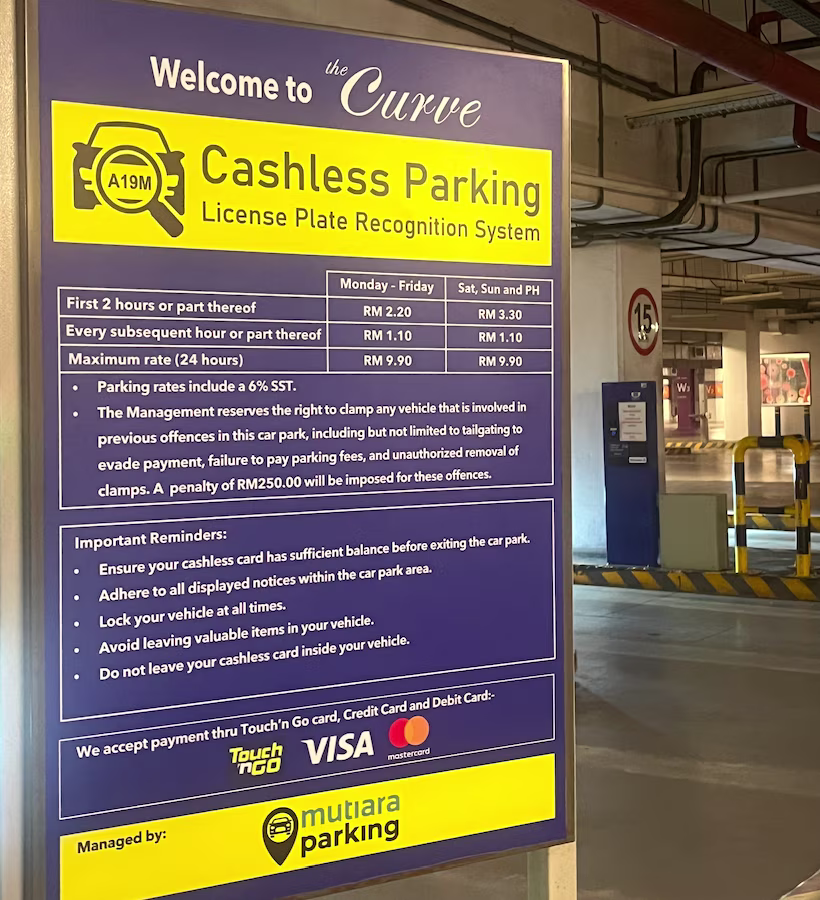 Welcome to the Curve
A19M
Cashless Parking
License Plate Recognition System
Monday - Friday Sat, Sun and PH
First 2 hours or part thereof RM 2.20 RM 3.30
Every subsequent hour or part thereof RM 1.10 RM 1.10
Maximum rate (24 hours) RM 9.90 RM 9.90
• Parking rates include a 6% SST.
• The Management reserves the right to clamp any vehicle that is involved in
previous offences in this car park, including but not limited to tailgating to
evade payment, failure to pay parking fees, and unauthorized removal of
clamps. A penalty of RM250.00 will be imposed for these offences.
Important Reminders:
• Ensure your cashless card has sufficient balance before exiting the car park.
• Adhere to all displayed notices within the car park area.
• Lock your vehicle at all times.
• Avoid leaving valuable items in your vehicle.
• Do not leave your cashless card inside your vehicle.
We accept payment thru Touch'n Go card, Credit Card and Debit Card:-
Touch 'nGO VISA mastercard
Managed by:
mutiara
parking
15
W3